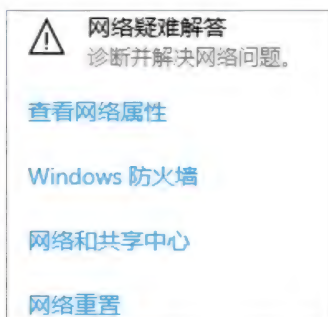 网络疑难解答
诊断并解决网络问题。
查看网络属性
Windows 防火墙
网络和共享中心
网络重置